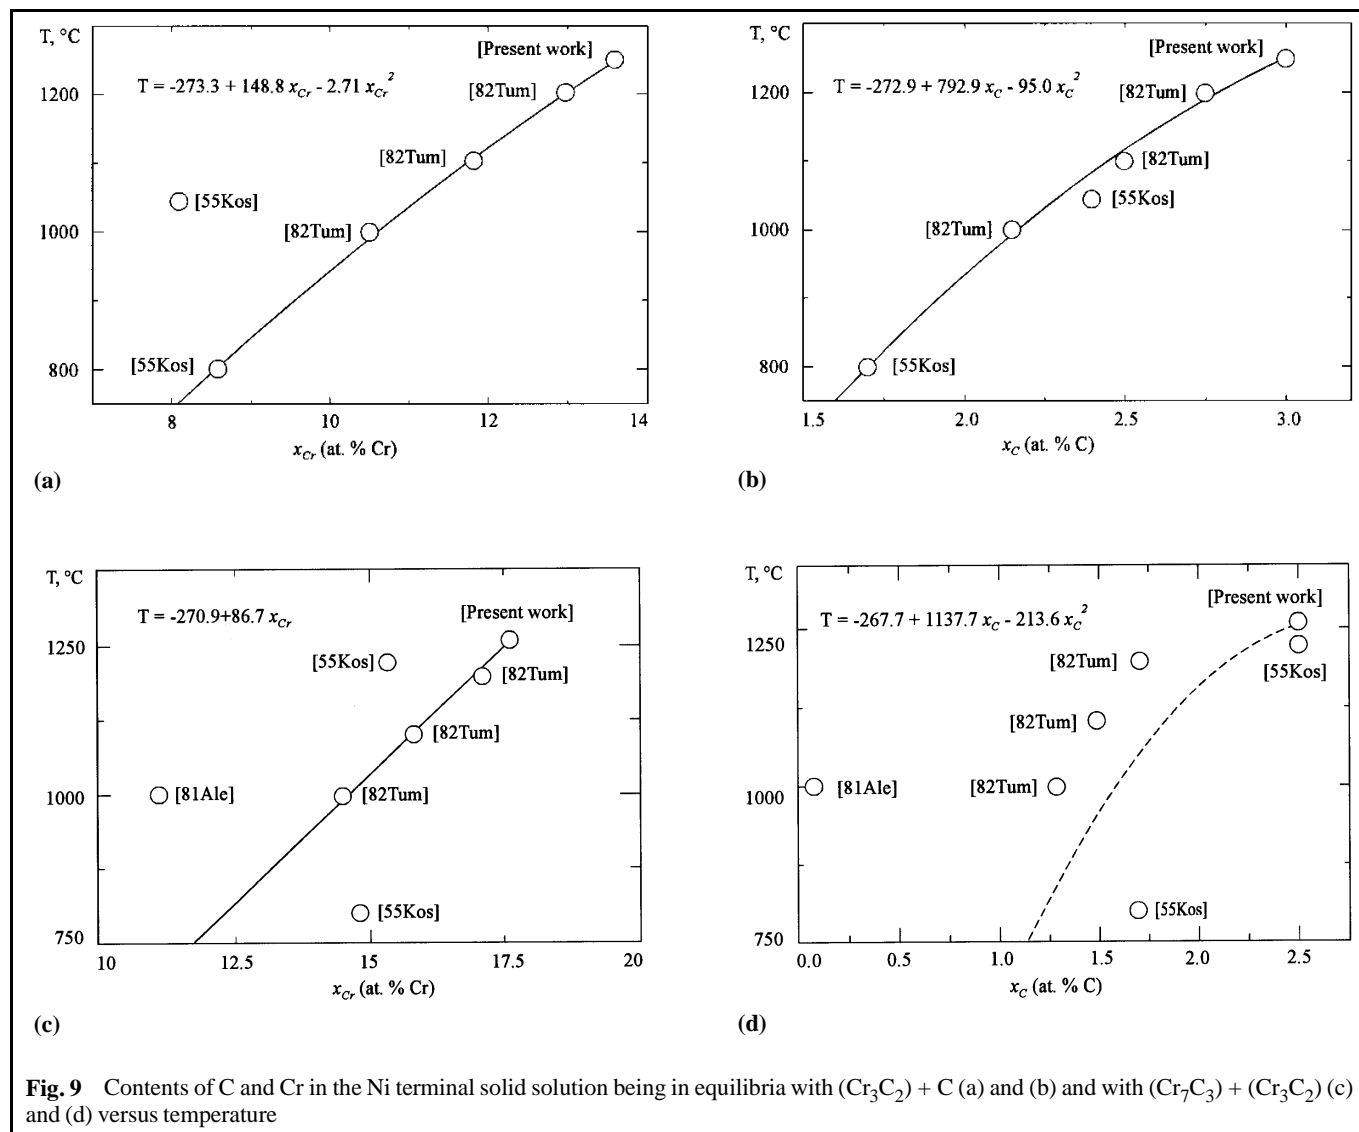 T, °C
[Present work]
T = -273.3 + 148.8 x_Cr - 2.71 x_Cr^2
[82Tum]
1200
[82Tum]
[55Kos]
1000
[82Tum]
[55Kos]
800
8 10 12 14
x_Cr (at. % Cr)
(a)
T, °C
[Present work]
T = -272.9 + 792.9 x_C - 95.0 x_C^2
[82Tum]
1200
[82Tum]
[55Kos]
1000
[82Tum]
[55Kos]
800
1.5 2.0 2.5 3.0
x_C (at. % C)
(b)
T, °C
T = -270.9+86.7 x_Cr
[Present work]
1250
[55Kos]
[82Tum]
[82Tum]
1000
[81Ale]
[82Tum]
[55Kos]
750
10 12.5 15 17.5 20
x_Cr (at. % Cr)
(c)
T, °C
[Present work]
T = -267.7 + 1137.7 x_C - 213.6 x_C^2
1250
[82Tum]
[55Kos]
[82Tum]
1000
[81Ale]
[82Tum]
[55Kos]
750
0.0 0.5 1.0 1.5 2.0 2.5
x_C (at. % C)
(d)
Fig. 9 Contents of C and Cr in the Ni terminal solid solution being in equilibria with (Cr3C2) + C (a) and (b) and with (Cr7C3) + (Cr3C2) (c)
and (d) versus temperature